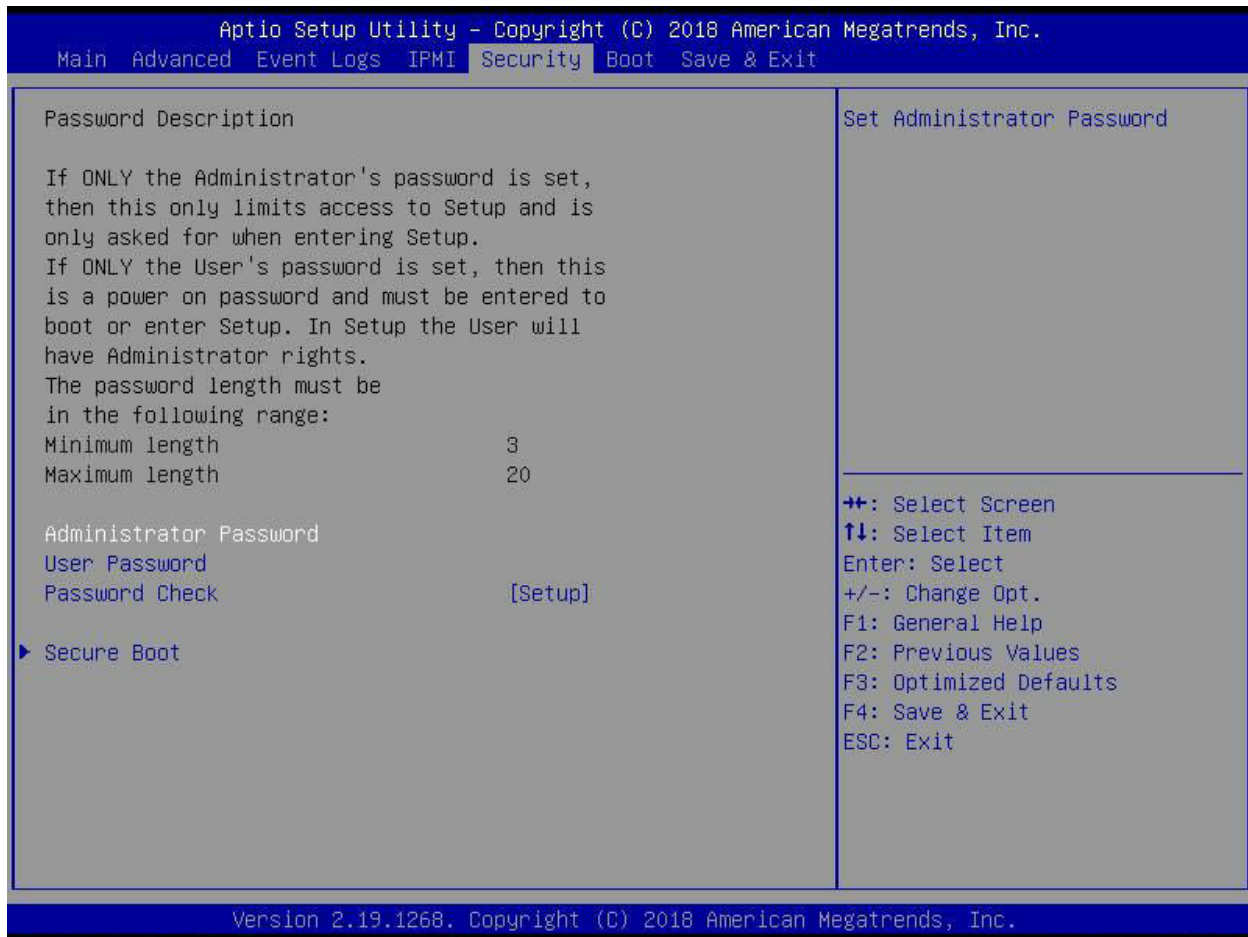 Aptio Setup Utility – Copyright (C) 2018 American Megatrends, Inc.
Main Advanced Event Logs IPMI Security Boot Save & Exit
Password Description
If ONLY the Administrator's password is set,
then this only limits access to Setup and is
only asked for when entering Setup.
If ONLY the User's password is set, then this
is a power on password and must be entered to
boot or enter Setup. In Setup the User will
have Administrator rights.
The password length must be
in the following range:
Minimum length 3
Maximum length 20
Administrator Password
User Password
Password Check [Setup]
Secure Boot
Set Administrator Password
→←: Select Screen
↑↓: Select Item
Enter: Select
+/-: Change Opt.
F1: General Help
F2: Previous Values
F3: Optimized Defaults
F4: Save & Exit
ESC: Exit
Version 2.19.1268. Copyright (C) 2018 American Megatrends, Inc.